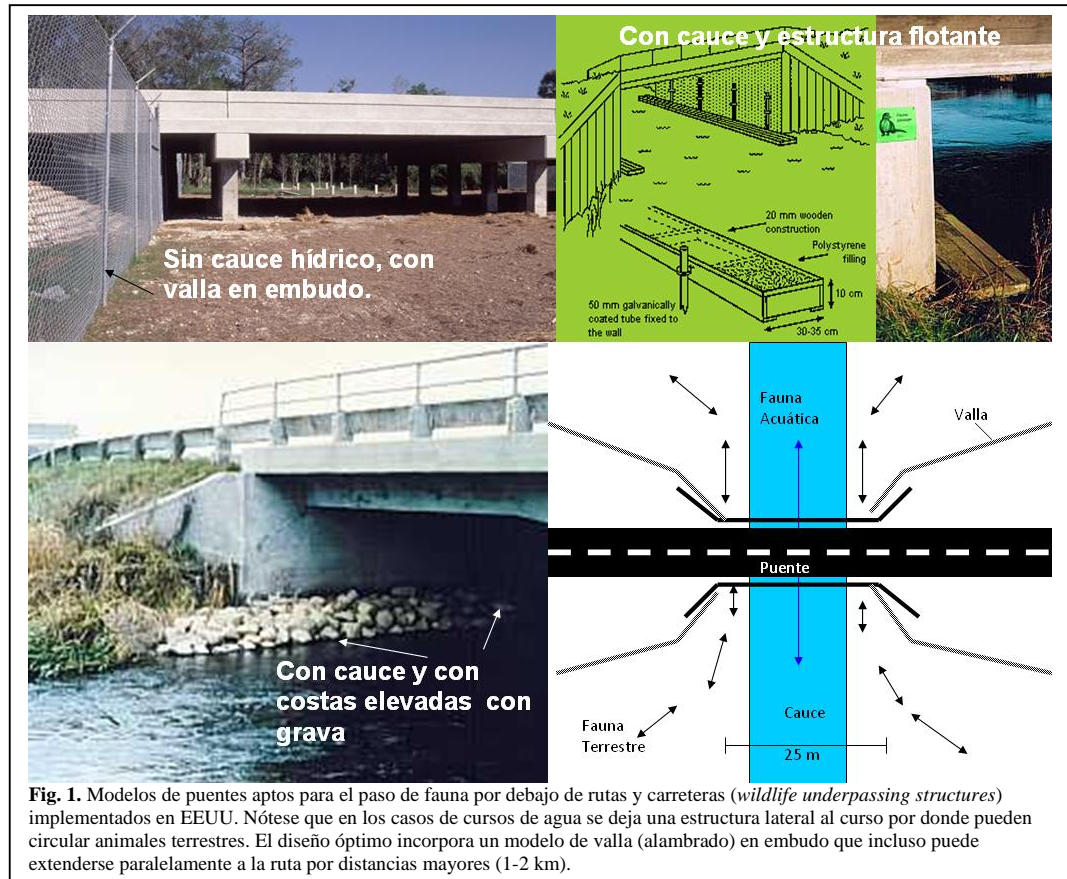 Sin cauce hídrico, con
valla en embudo.
Con cauce y estructura flotante
20 mm wooden
construction
Polystyrene
filling
10 cm
30-35 cm
50 mm galvanically
coated tube fixed to
the wall
Con cauce y con
costas elevadas con
grava
Fauna
Acuática
Valla
Puente
Cauce
Fauna
Terrestre
25 m
Fig. 1. Modelos de puentes aptos para el paso de fauna por debajo de rutas y carreteras (wildlife underpassing structures)
implementados en EEUU. Nótese que en los casos de cursos de agua se deja una estructura lateral al curso por donde pueden
circular animales terrestres. El diseño óptimo incorpora un modelo de valla (alambrado) en embudo que incluso puede
extenderse paralelamente a la ruta por distancias mayores (1-2 km).